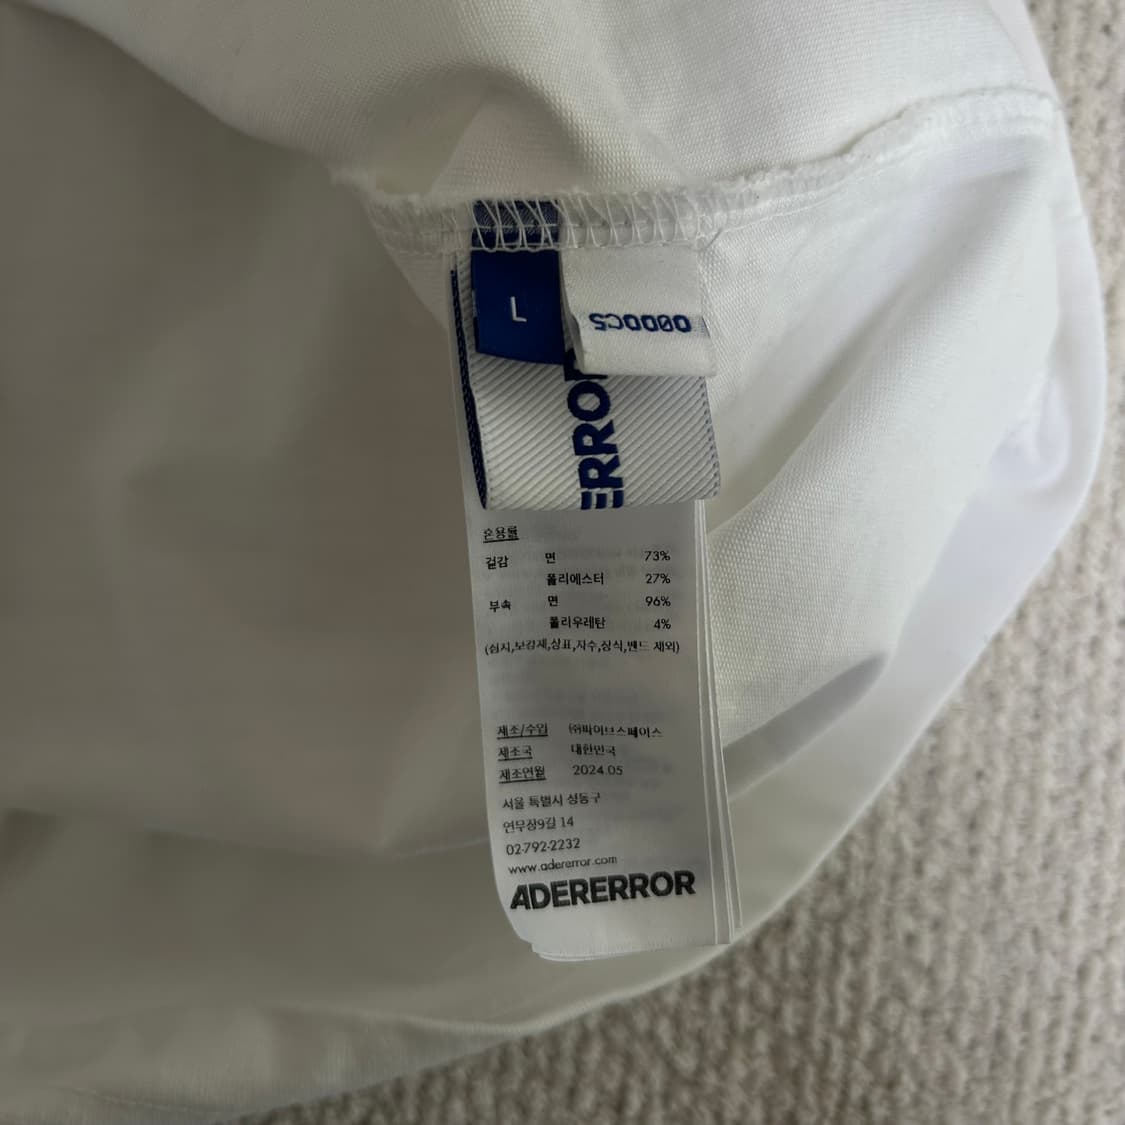 L
ERROR
혼용률
겉감 면 73%
폴리에스터 27%
부속 면 96%
폴리우레탄 4%
(심지,보강재,상표,자수,장식,밴드 제외)
제조/수입 ㈜파이브스페이스
제조국 대한민국
제조연월 2024.05
서울 특별시 성동구
연무장9길 14
02-792-2232
www.adererror.com
ADERERROR